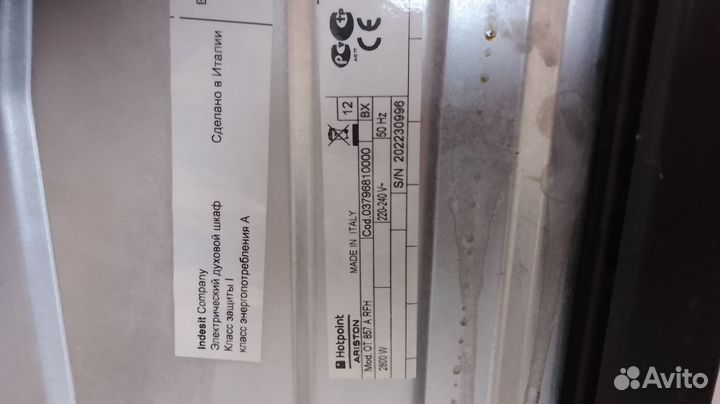 Indesit Company
Электрический духовой шкаф
Класс защиты I
класс энергопотребления А
Сделано в Италии
Hotpoint
ARISTON
MADE IN ITALY
12
Mod. OT 857 A RFH
Cod.03796810000
BX
2800 W
220-240 V~
50 Hz
S/N 202230996
CE
Avito